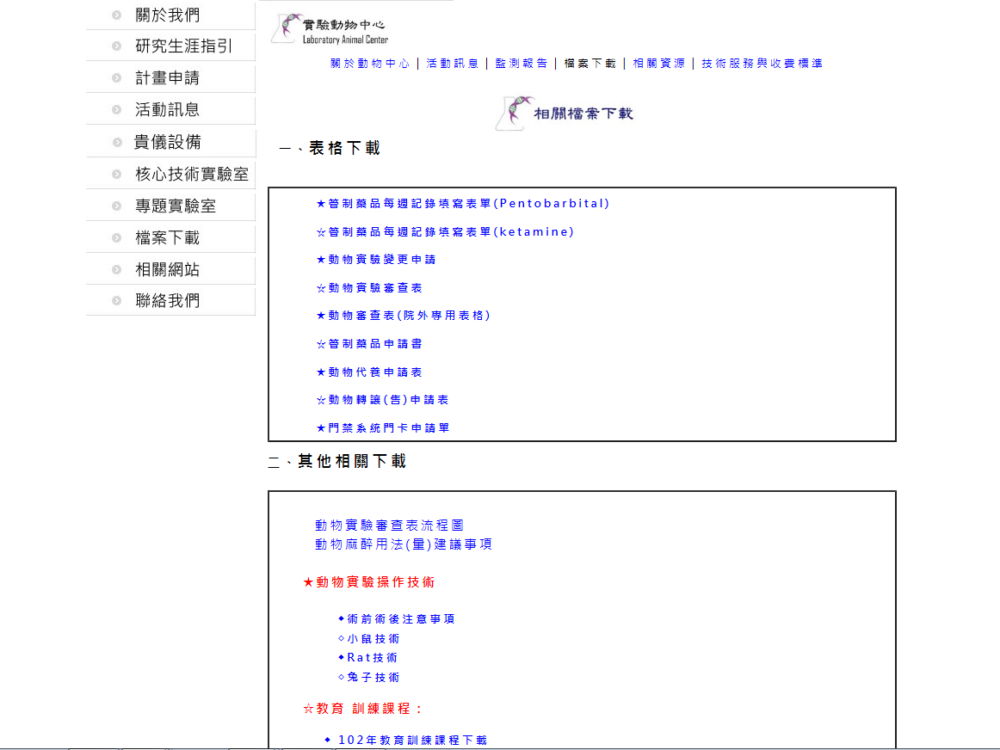 關於我們
研究生涯指引
計畫申請
活動訊息
貴儀設備
核心技術實驗室
專題實驗室
檔案下載
相關網站
聯絡我們
實驗動物中心
Laboratory Animal Center
關於動物中心 | 活動訊息 | 監測報告 | 檔案下載 | 相關資源 | 技術服務與收費標準
相關檔案下載
一、表格下載
★管制藥品每週記錄填寫表單(Pentobarbital)
☆管制藥品每週記錄填寫表單(ketamine)
★動物實驗變更申請
☆動物實驗審查表
★動物審查表(院外專用表格)
☆管制藥品申請書
★動物代養申請表
☆動物轉讓(售)申請表
★門禁系統門卡申請單
二、其他相關下載
動物實驗審查表流程圖
動物麻醉用法(量)建議事項
★動物實驗操作技術
◆術前術後注意事項
◇小鼠技術
◆Rat技術
◇兔子技術
☆教育 訓練課程：
◆ 102年教育訓練課程下載